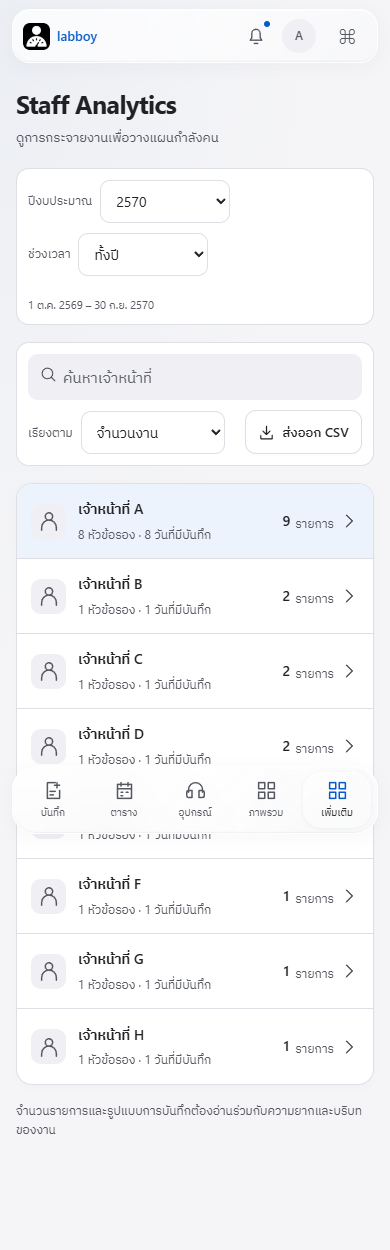 labboy
A
Staff Analytics
ดูการกระจายงานเพื่อวางแผนกำลังคน
ปีงบประมาณ
2570
ช่วงเวลา
ทั้งปี
1 ต.ค. 2569 – 30 ก.ย. 2570
ค้นหาเจ้าหน้าที่
เรียงตาม
จำนวนงาน
ส่งออก CSV
เจ้าหน้าที่ A
8 หัวข้อรอง · 8 วันที่มีบันทึก
9 รายการ
เจ้าหน้าที่ B
1 หัวข้อรอง · 1 วันที่มีบันทึก
2 รายการ
เจ้าหน้าที่ C
1 หัวข้อรอง · 1 วันที่มีบันทึก
2 รายการ
เจ้าหน้าที่ D
1 หัวข้อรอง · 1 วันที่มีบันทึก
2 รายการ
บันทึก
ตาราง
อุปกรณ์
ภาพรวม
เพิ่มเติม
เจ้าหน้าที่ F
1 หัวข้อรอง · 1 วันที่มีบันทึก
1 รายการ
เจ้าหน้าที่ G
1 หัวข้อรอง · 1 วันที่มีบันทึก
1 รายการ
เจ้าหน้าที่ H
1 หัวข้อรอง · 1 วันที่มีบันทึก
1 รายการ
จำนวนรายการและรูปแบบการบันทึกต้องอ่านร่วมกับความยากและบริบท
ของงาน